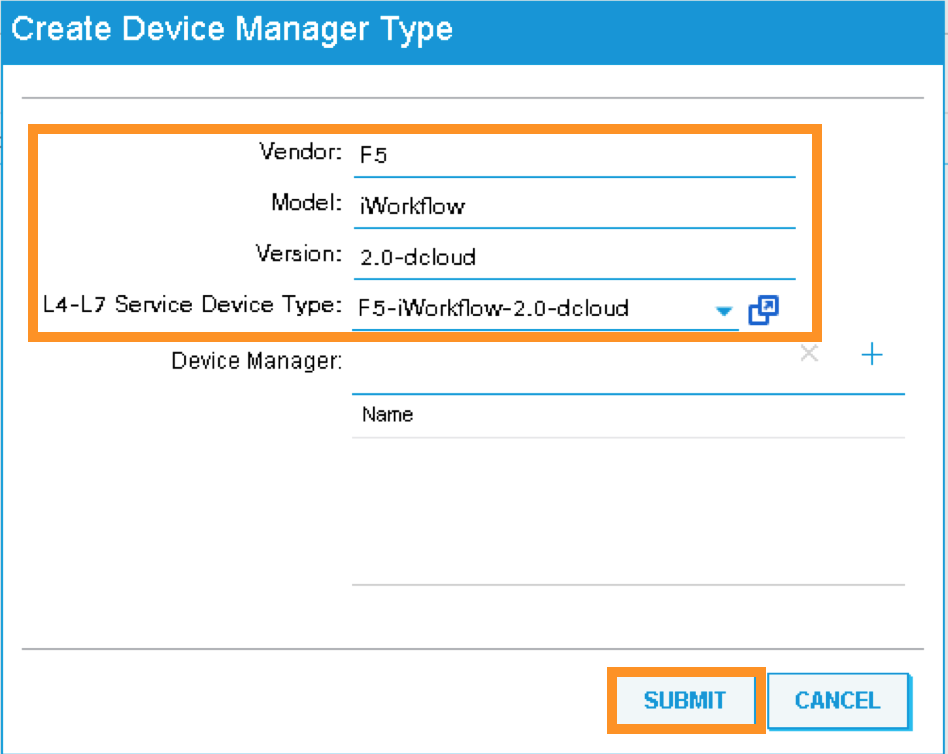 Create Device Manager Type
Vendor: F5
Model: iWorkflow
Version: 2.0-dcloud
L4-L7 Service Device Type: F5-iWorkflow-2.0-dcloud
Device Manager:
Name
SUBMIT CANCEL